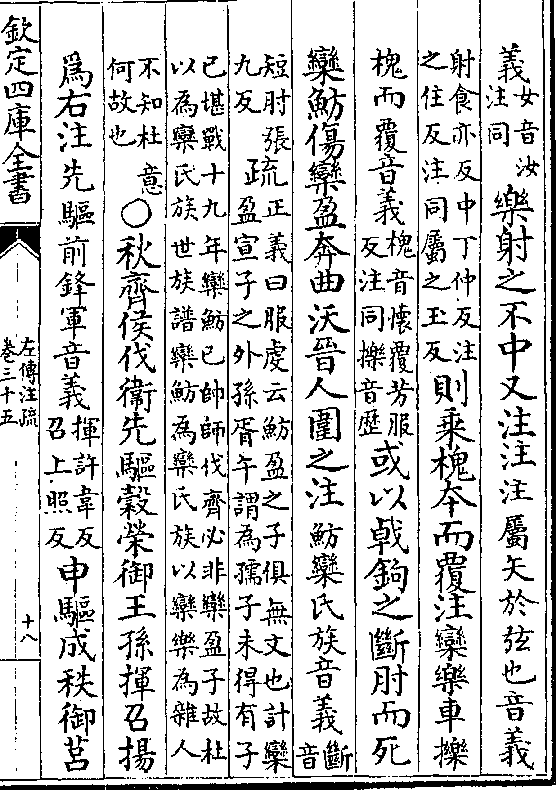 義女音汝注同樂射之不中又注注注屬矢於弦也音義
射食亦反中丁仲反注之住反注同屬之玉反則乗槐夲而覆注欒樂車擽
槐而覆音義槐音懐覆芳服反注同擽音歴或以㦸鉤之斷肘而死
欒魴傷欒盈奔曲沃晉人圍之注魴欒氏族音義斷音
短肘張九反疏正義曰服虔云魴盈之子俱無文也計欒盈宣子之外孫胥午謂為孺子未得有子
已堪戰十九年欒魴已帥師伐齊必非欒盈子故杜以為欒氏族世族譜欒魴為欒氏族以欒樂為雜人
不知杜意何故也○秋齊侯伐衛先驅榖榮御王孫揮召揚
為右注先驅前鋒軍音義揮許韋反召上照反申驅成秩御莒
欽定四庫全書
左傳注疏
卷三十五
十八